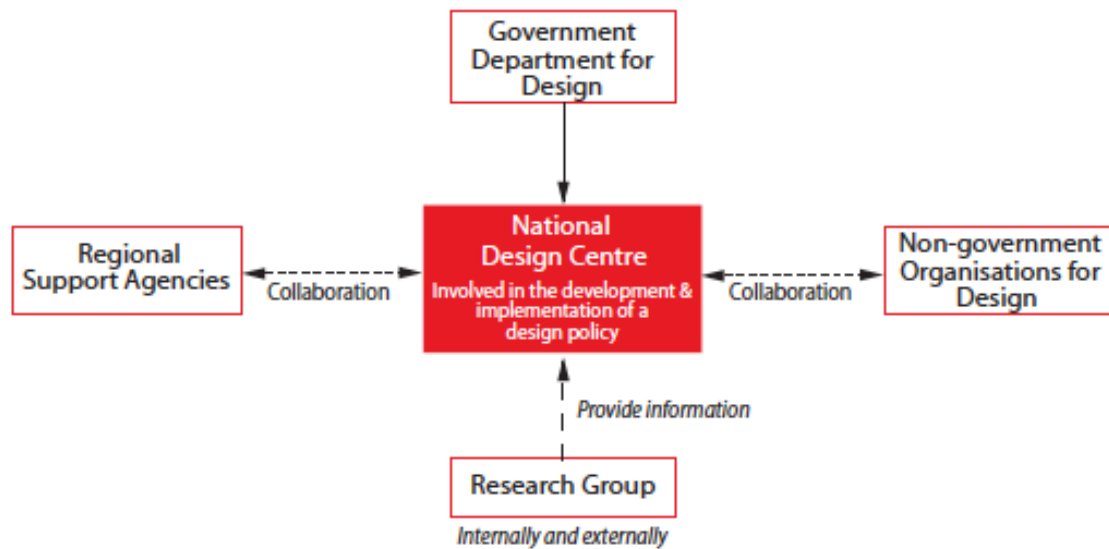 Government
Department for
Design
National
Design Centre
Involved in the development &
implementation of a
design policy
Regional
Support Agencies
Collaboration
Collaboration
Non-government
Organisations for
Design
Provide information
Research Group
Internally and externally